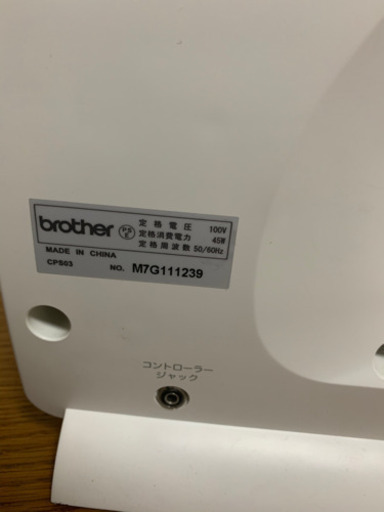 brother
PS
E
定格電圧 100V
定格消費電力 45W
定格周波数 50/60Hz
MADE IN CHINA
CPS03
NO. M7G111239
コントローラー
ジャック